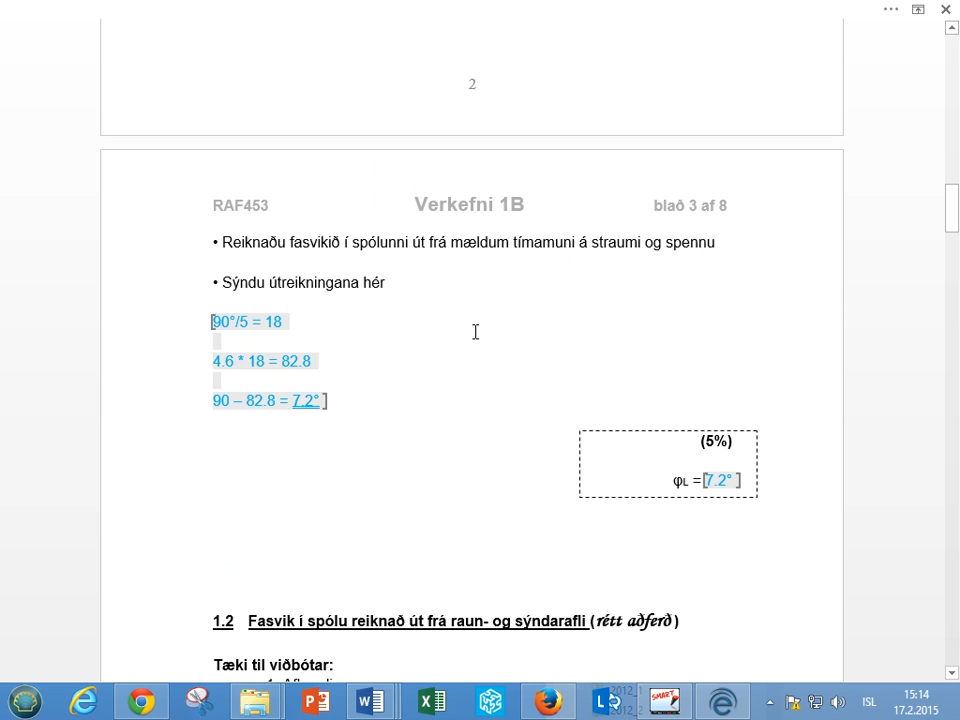 2
RAF453 Verkefni 1B blað 3 af 8
• Reiknaðu fasvikið í spólunni út frá mældum tímamuni á straumi og spennu
• Sýndu útreikningana hér
90°/5 = 18
4.6 * 18 = 82.8
90 – 82.8 = 7.2°
(5%)
φL = 7.2°
1.2 Fasvik í spólu reiknað út frá raun- og sýndarafli (rétt aðferð)
Tæki til viðbótar:
2012_1
2012_2
SMART
ISL
15:14
17.2.2015